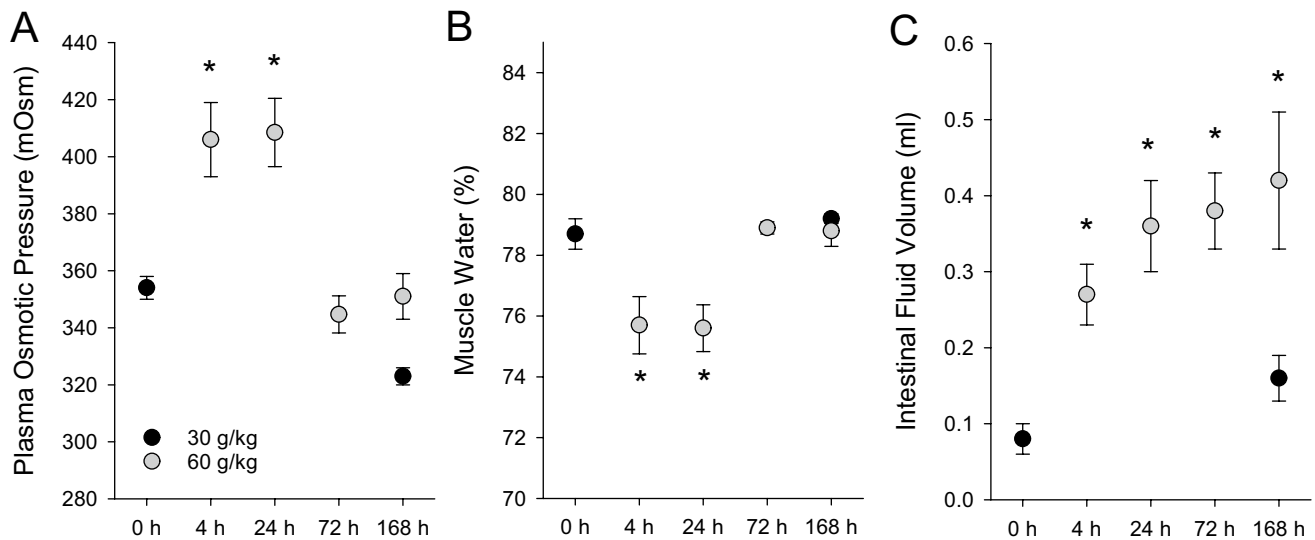 A
Plasma Osmotic Pressure (mOsm)
440
420
400
380
360
340
320
300
280
* *
30 g/kg
60 g/kg
0 h 4 h 24 h 72 h 168 h
B
Muscle Water (%)
84
82
80
78
76
74
72
70
* *
0 h 4 h 24 h 72 h 168 h
C
Intestinal Fluid Volume (ml)
0.6
0.5
0.4
0.3
0.2
0.1
0.0
* * * *
0 h 4 h 24 h 72 h 168 h